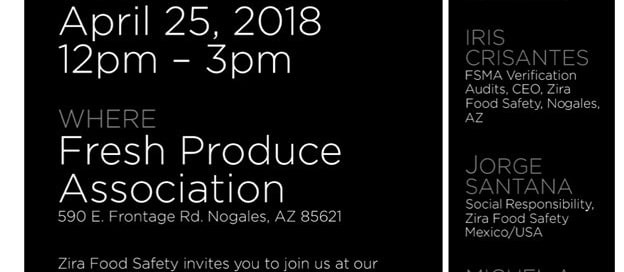 April 25, 2018
12pm – 3pm
WHERE
Fresh Produce
Association
590 E. Frontage Rd. Nogales, AZ 85621
Zira Food Safety invites you to join us at our
IRIS
CRISANTES
FSMA Verification
Audits, CEO, Zira
Food Safety, Nogales,
AZ
JORGE
SANTANA
Social Responsibility,
Zira Food Safety
Mexico/USA